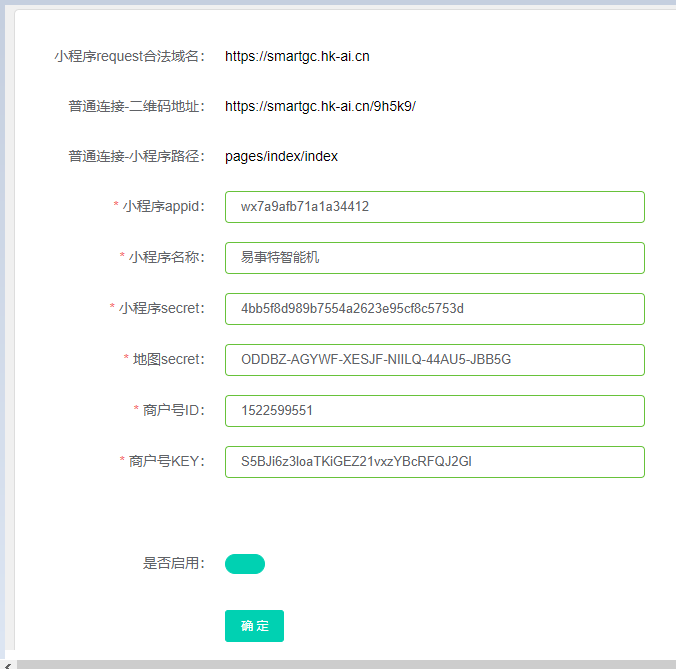 小程序request合法域名： https://smartgc.hk-ai.cn
普通连接-二维码地址： https://smartgc.hk-ai.cn/9h5k9/
普通连接-小程序路径： pages/index/index
* 小程序appid： wx7a9afb71a1a34412
* 小程序名称： 易事特智能机
* 小程序secret： 4bb5f8d989b7554a2623e95cf8c5753d
* 地图secret： ODDBZ-AGYWF-XESJF-NIILQ-44AU5-JBB5G
* 商户号ID： 1522599551
* 商户号KEY： S5BJi6z3loaTKiGEZ21vxzYBcRFQJ2GI
是否启用：
确 定